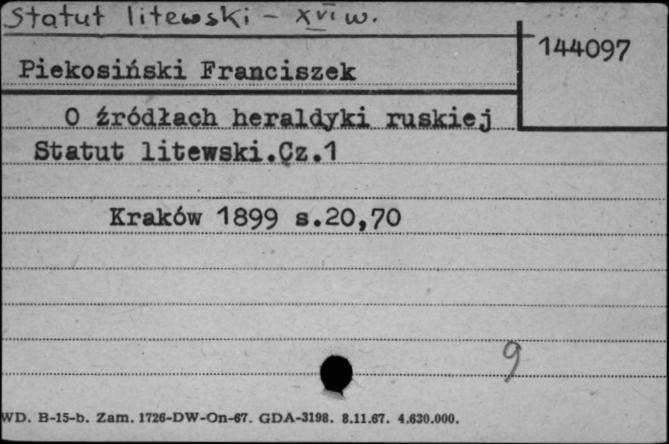 Statut litewski - XVI w.
144097
Piekosiński Franciszek
O źródłach heraldyki ruskiej
Statut litewski.Cz.1
Kraków 1899 s.20,70
9
WD. B-15-b. Zam. 1726-DW-On-67. GDA-3198. 8.11.67. 4.630.000.